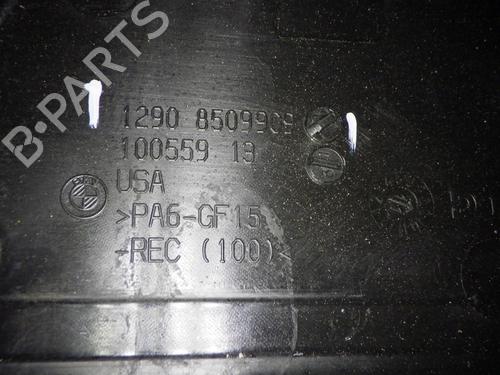 B-PARTS
1290 8509909
100559 13
USA
>PA6-GF15
-REC (100)<